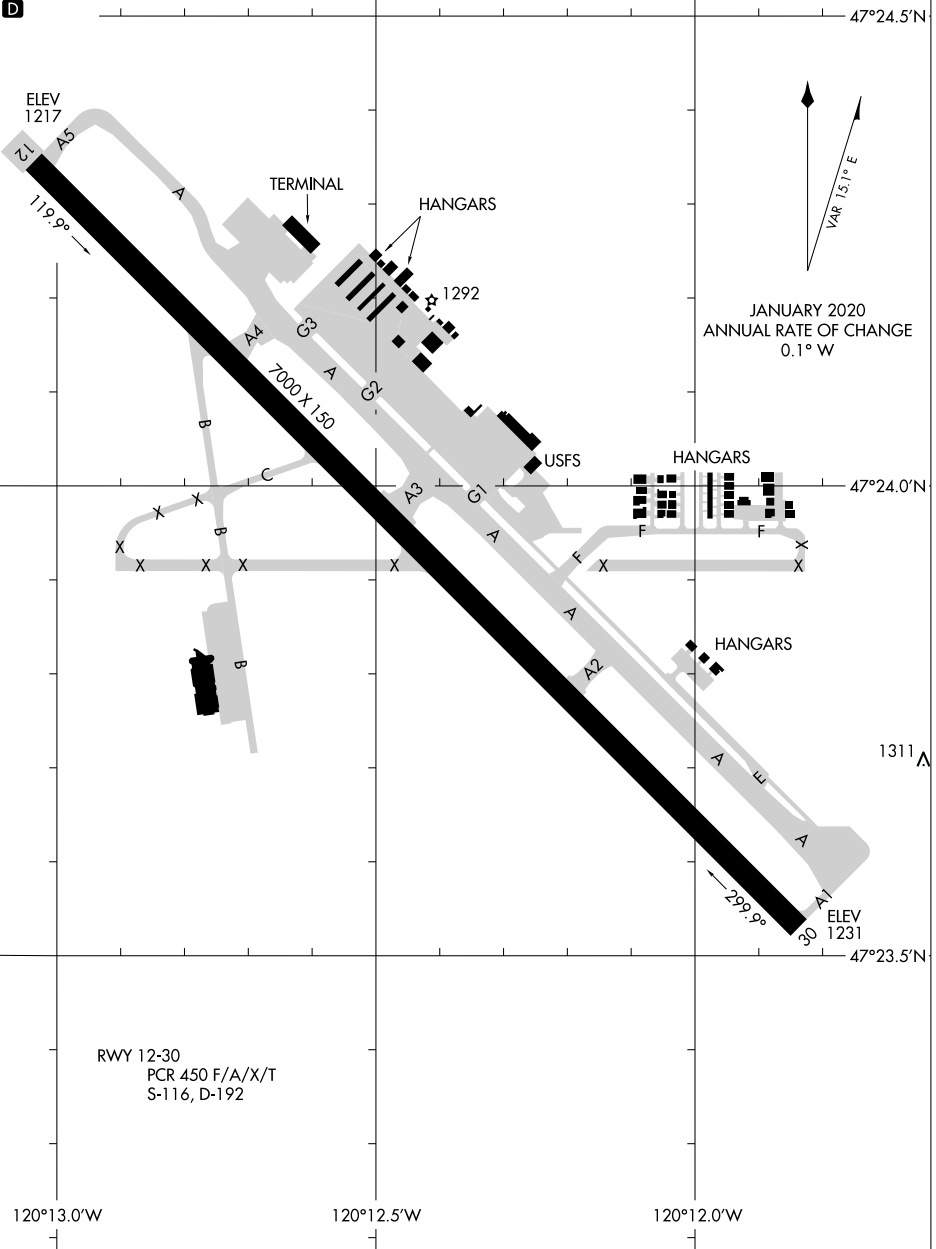 D
47°24.5'N
ELEV
1217
12
A5
A
119.9°
TERMINAL
HANGARS
1292
VAR 15.1° E
JANUARY 2020
ANNUAL RATE OF CHANGE
0.1° W
A4
G3
A
G2
7000 X 150
B
C
A3
G1
USFS
HANGARS
47°24.0'N
X
X
B
A
F
F
F
X
X
X
X
X
X
X
X
A
A2
HANGARS
B
1311
A
E
A
A1
299.9°
30
ELEV
1231
47°23.5'N
RWY 12-30
PCR 450 F/A/X/T
S-116, D-192
120°13.0'W
120°12.5'W
120°12.0'W